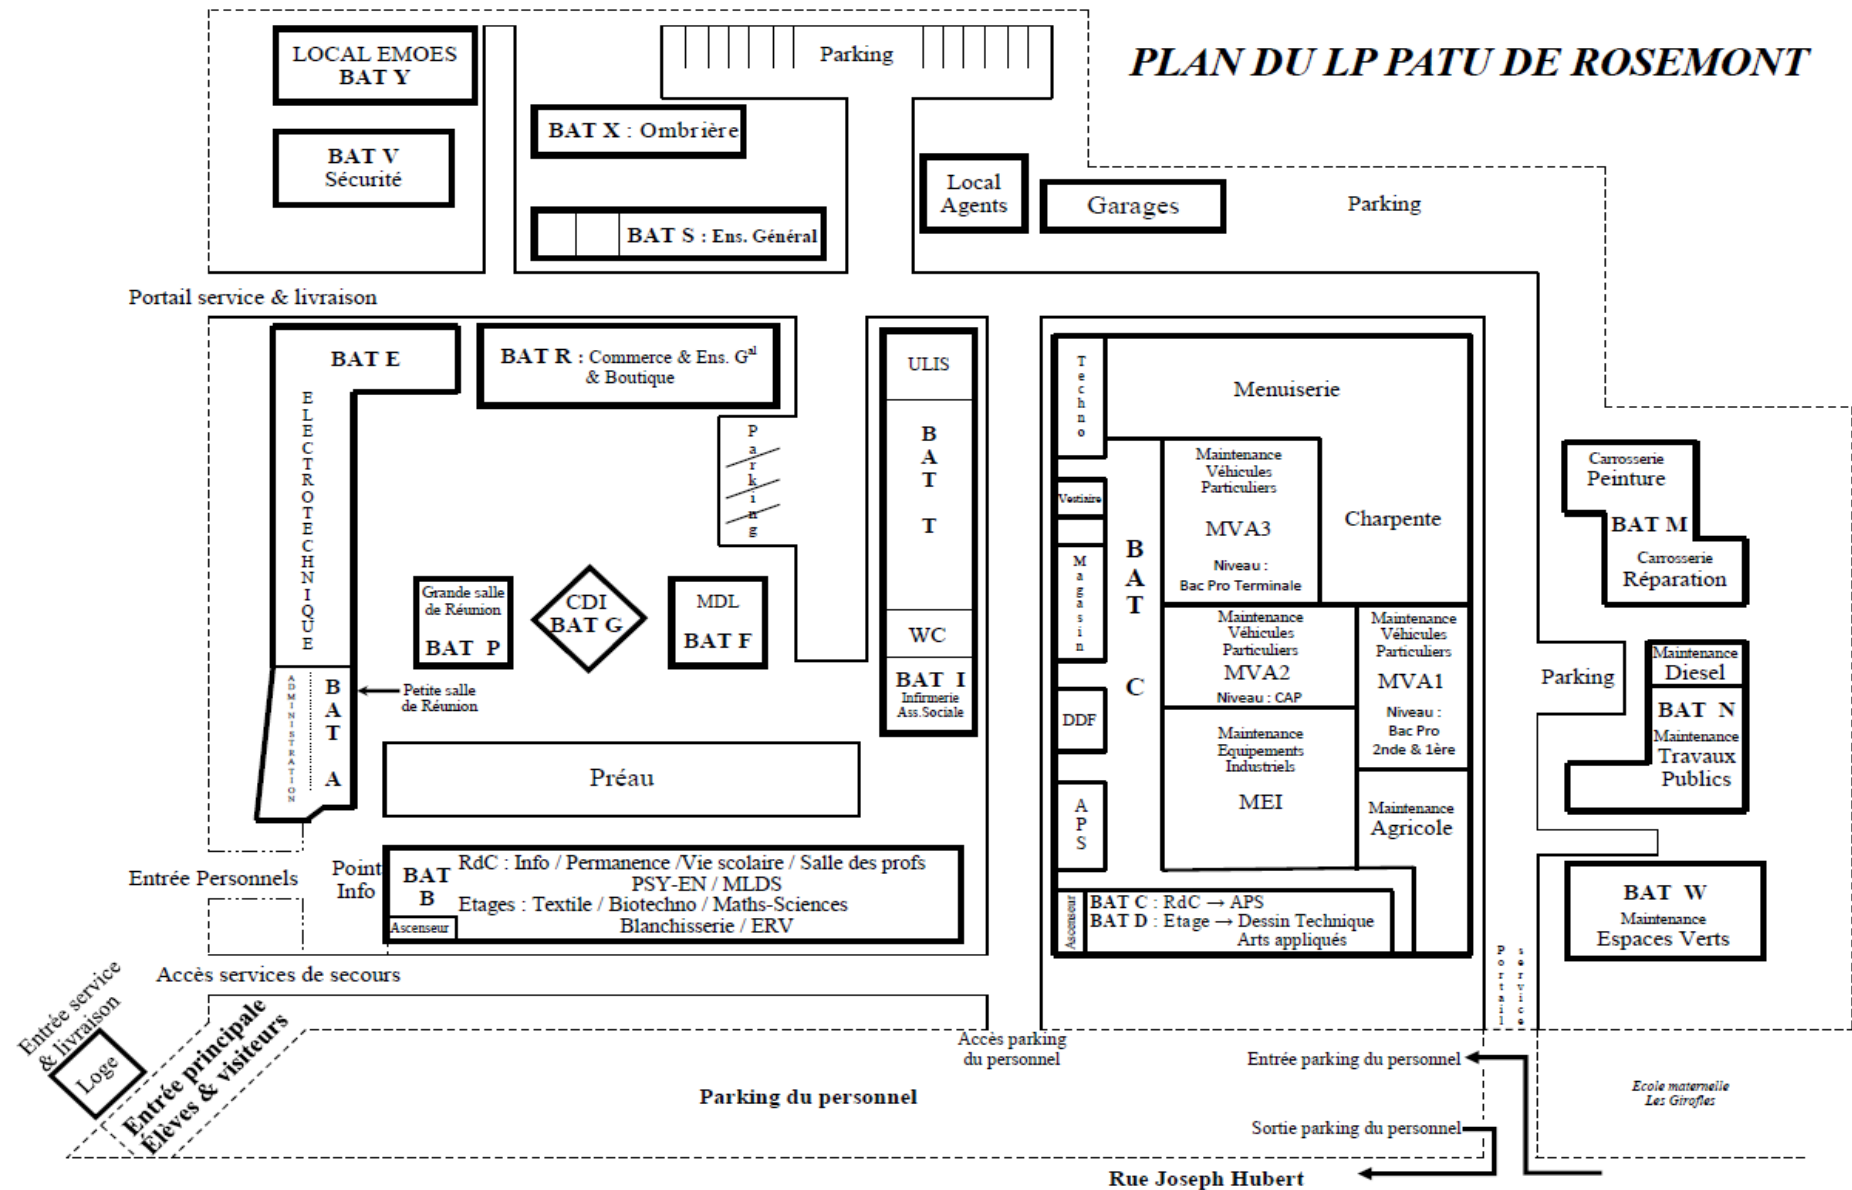 PLAN DU LP PATU DE ROSEMONT
LOCAL EMOES
BAT Y
Parking
BAT X : Ombrière
BAT V
Sécurité
Local
Agents
Garages
Parking
BAT S : Ens. Général
Portail service & livraison
BAT E
ELECTROTECHNIQUE
BAT R : Commerce & Ens. Gal
& Boutique
Parking
ULIS
BAT T
WC
BAT I
Infirmerie
Ass.Sociale
Techno
Menuiserie
Vestiaire
Magasin
DDF
APS
BAT C
Maintenance
Véhicules
Particuliers
MVA3
Niveau :
Bac Pro Terminale
Charpente
Maintenance
Véhicules
Particuliers
MVA2
Niveau : CAP
Maintenance
Véhicules
Particuliers
MVA1
Niveau :
Bac Pro
2nde & 1ère
Maintenance
Equipements
Industriels
MEI
Maintenance
Agricole
Carrosserie
Peinture
BAT M
Carrosserie
Réparation
Parking
Maintenance
Diesel
BAT N
Maintenance
Travaux
Publics
BAT W
Maintenance
Espaces Verts
Grande salle
de Réunion
BAT P
CDI
BAT G
MDL
BAT F
ADMINISTRATION
BAT A
Petite salle
de Réunion
Préau
Entrée Personnels
Point
Info
BAT
B
RdC : Info / Permanence /Vie scolaire / Salle des profs
PSY-EN / MLDS
Etages : Textile / Biotechno / Maths-Sciences
Blanchisserie / ERV
Ascenseur
Ascenseur
BAT C : RdC → APS
BAT D : Etage → Dessin Technique
Arts appliqués
Portail
service
Accès services de secours
Entrée service
& livraison
Loge
Entrée principale
Élèves & visiteurs
Accès parking
du personnel
Entrée parking du personnel
Parking du personnel
Sortie parking du personnel
Ecole maternelle
Les Girofles
Rue Joseph Hubert